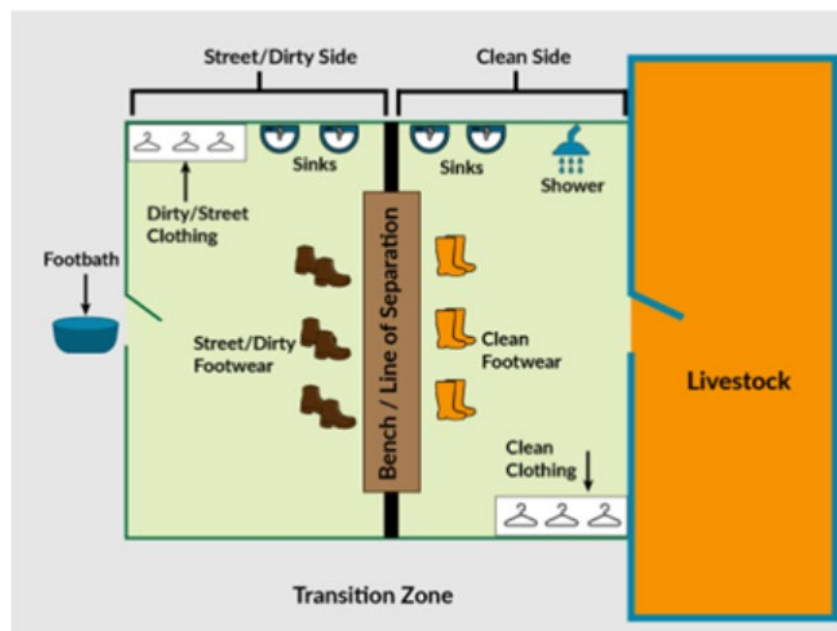 Street/Dirty Side
Clean Side
Sinks
Sinks
Shower
Dirty/Street
Clothing
Footbath
Street/Dirty
Footwear
Bench / Line of Separation
Clean
Footwear
Livestock
Clean
Clothing
Transition Zone